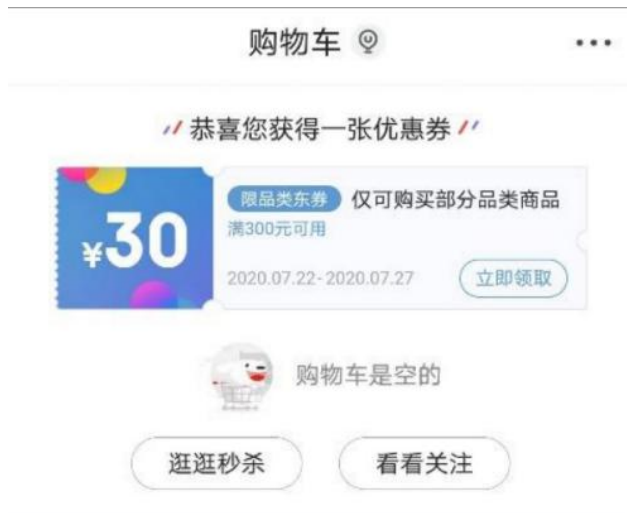 购物车
恭喜您获得一张优惠券
¥30
限品类东券 仅可购买部分品类商品
满300元可用
2020.07.22-2020.07.27
立即领取
购物车是空的
逛逛秒杀
看看关注